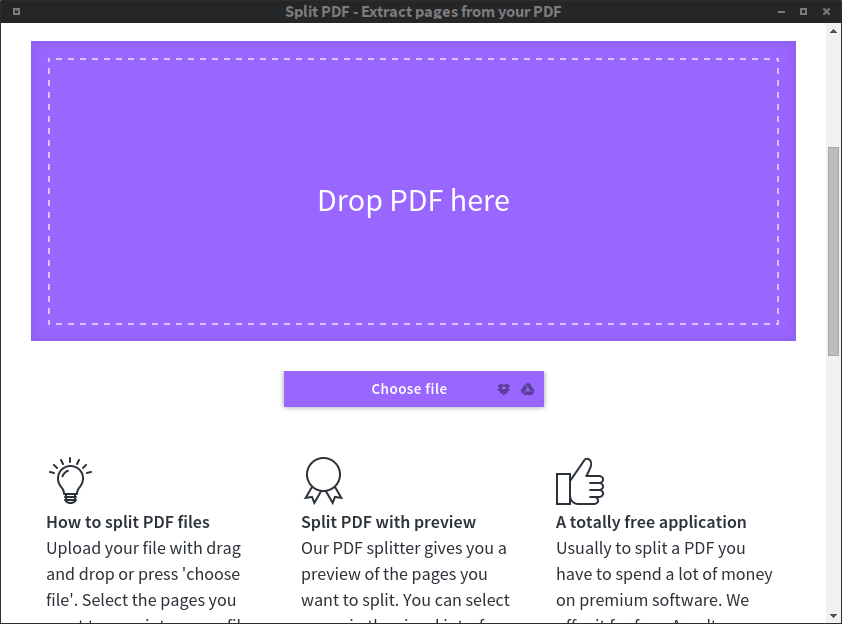 Split PDF - Extract pages from your PDF
Drop PDF here
Choose file
How to split PDF files
Upload your file with drag
and drop or press 'choose
file'. Select the pages you
Split PDF with preview
Our PDF splitter gives you a
preview of the pages you
want to split. You can select
A totally free application
Usually to split a PDF you
have to spend a lot of money
on premium software. We